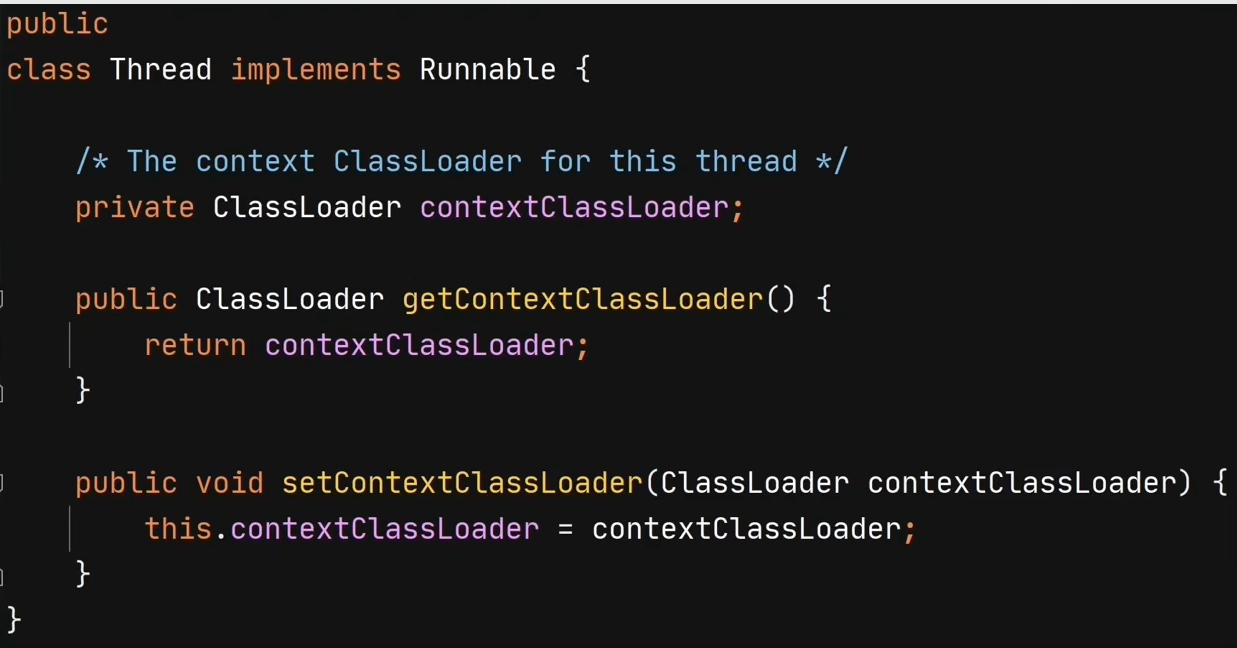 public
class Thread implements Runnable {
/* The context ClassLoader for this thread */
private ClassLoader contextClassLoader;
public ClassLoader getContextClassLoader() {
return contextClassLoader;
}
public void setContextClassLoader(ClassLoader contextClassLoader) {
this.contextClassLoader = contextClassLoader;
}
}